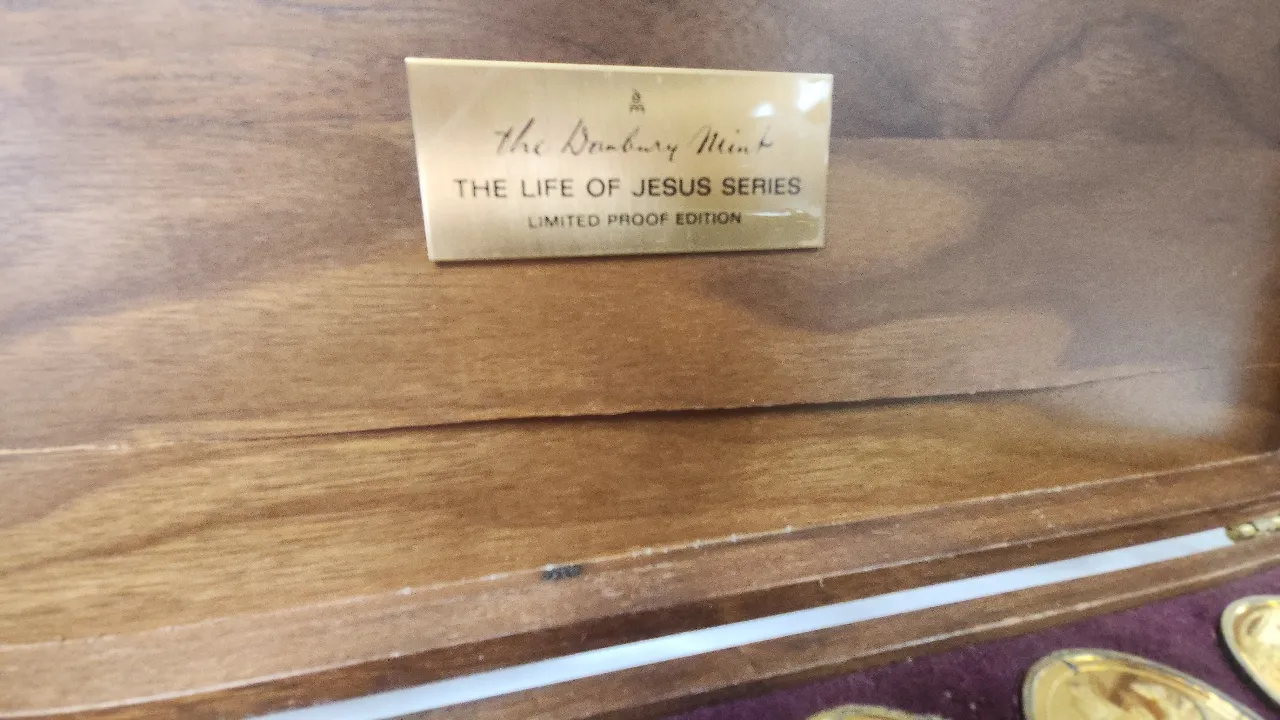 the Danbury Mint
THE LIFE OF JESUS SERIES
LIMITED PROOF EDITION